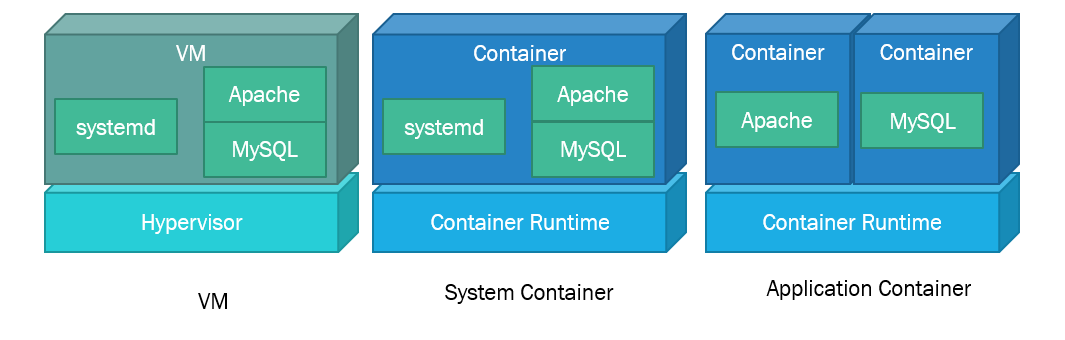 VM
systemd
Apache
MySQL
Hypervisor
VM
Container
systemd
Apache
MySQL
Container Runtime
System Container
Container
Apache
Container
MySQL
Container Runtime
Application Container